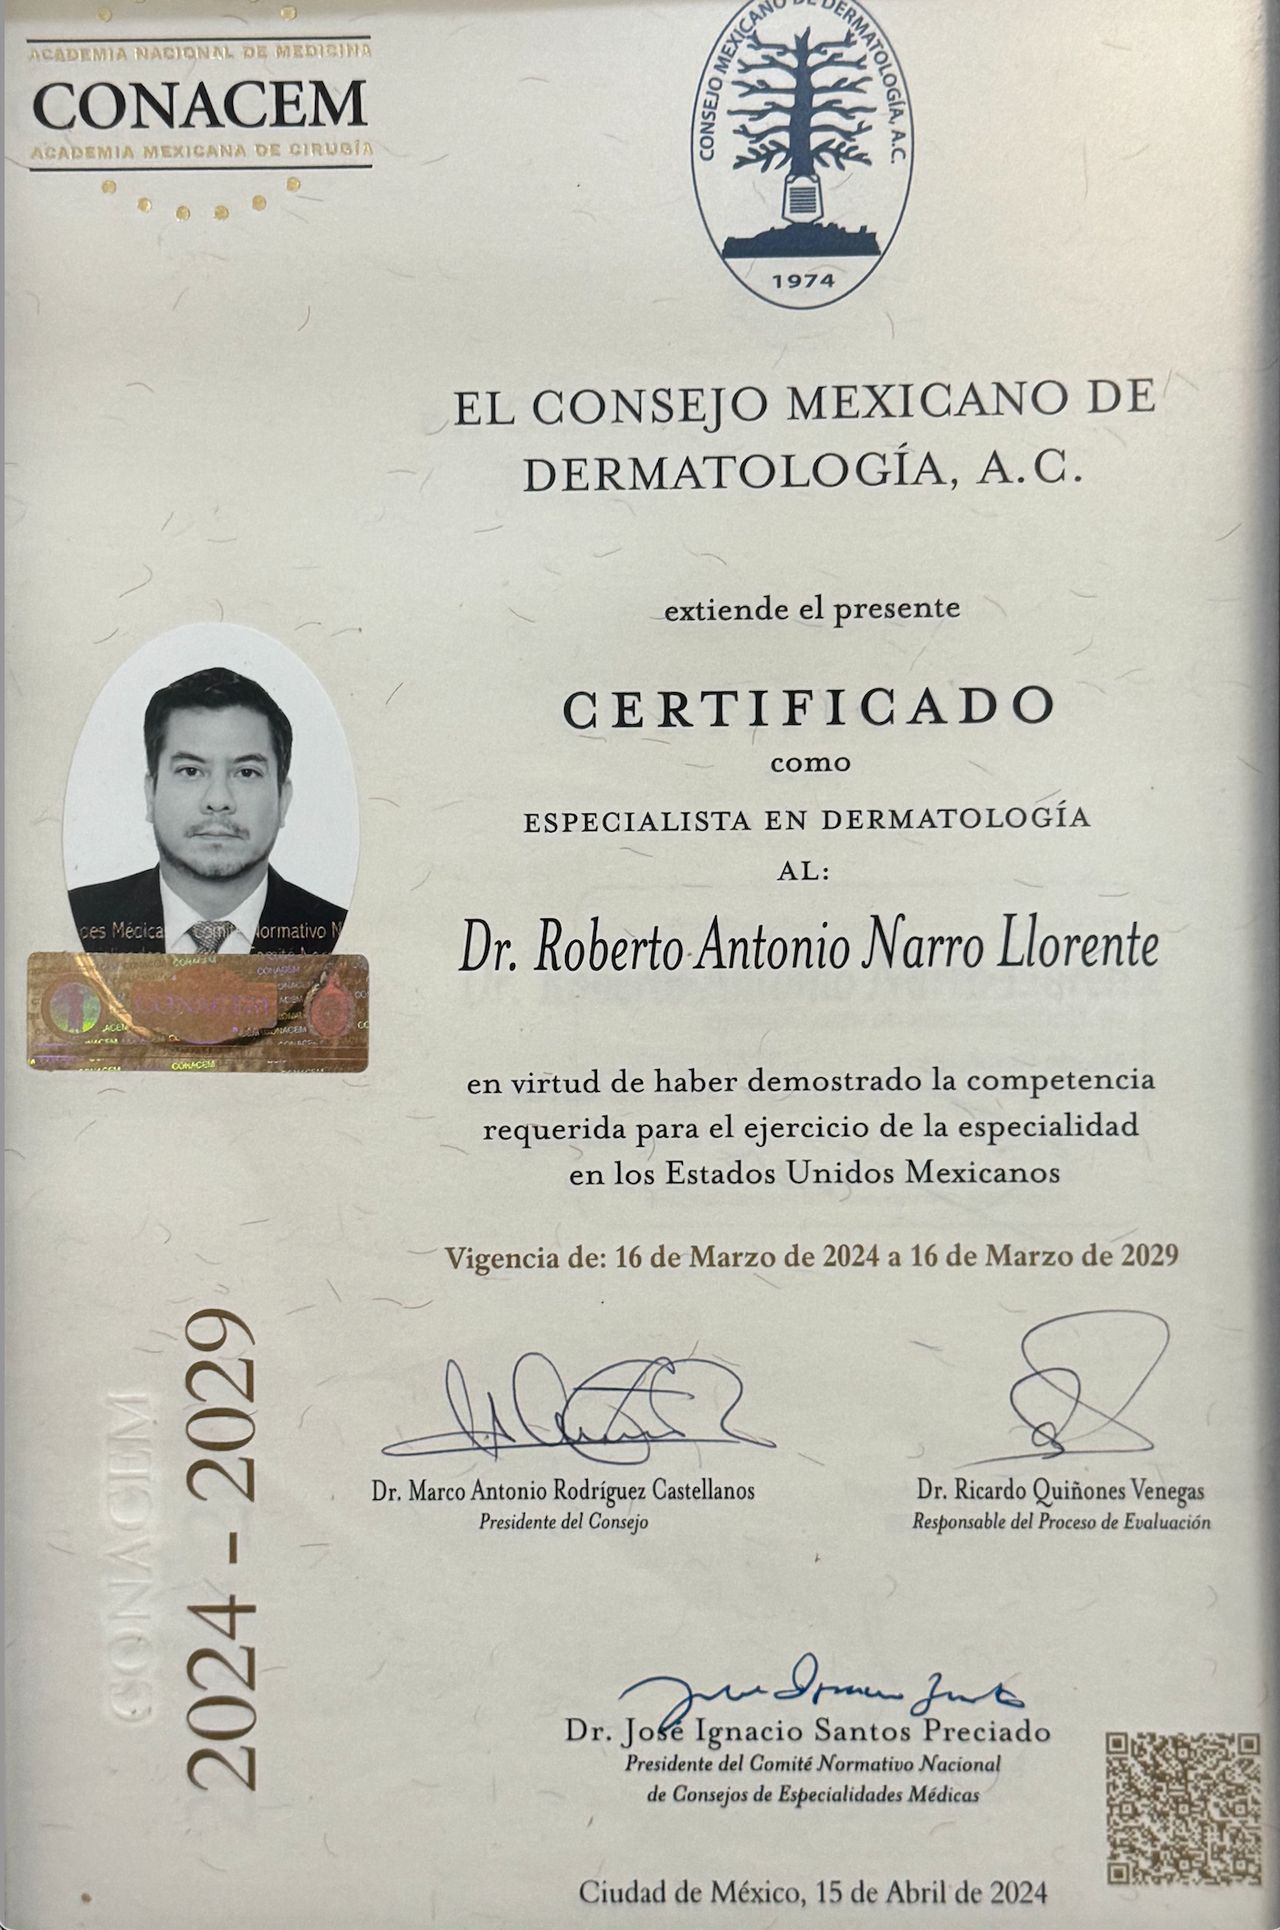 ACADEMIA NACIONAL DE MEDICINA
CONACEM
ACADEMIA MEXICANA DE CIRUGÍA
CONSEJO MEXICANO DE DERMATOLOGÍA, A.C.
1974
EL CONSEJO MEXICANO DE
DERMATOLOGÍA, A.C.
extiende el presente
CERTIFICADO
como
ESPECIALISTA EN DERMATOLOGÍA
AL:
Dr. Roberto Antonio Narro Llorente
en virtud de haber demostrado la competencia
requerida para el ejercicio de la especialidad
en los Estados Unidos Mexicanos
Vigencia de: 16 de Marzo de 2024 a 16 de Marzo de 2029
CONACEM
CONACEM
2024 - 2029
Dr. Marco Antonio Rodríguez Castellanos
Presidente del Consejo
Dr. Ricardo Quiñones Venegas
Responsable del Proceso de Evaluación
Dr. José Ignacio Santos Preciado
Presidente del Comité Normativo Nacional
de Consejos de Especialidades Médicas
Ciudad de México, 15 de Abril de 2024